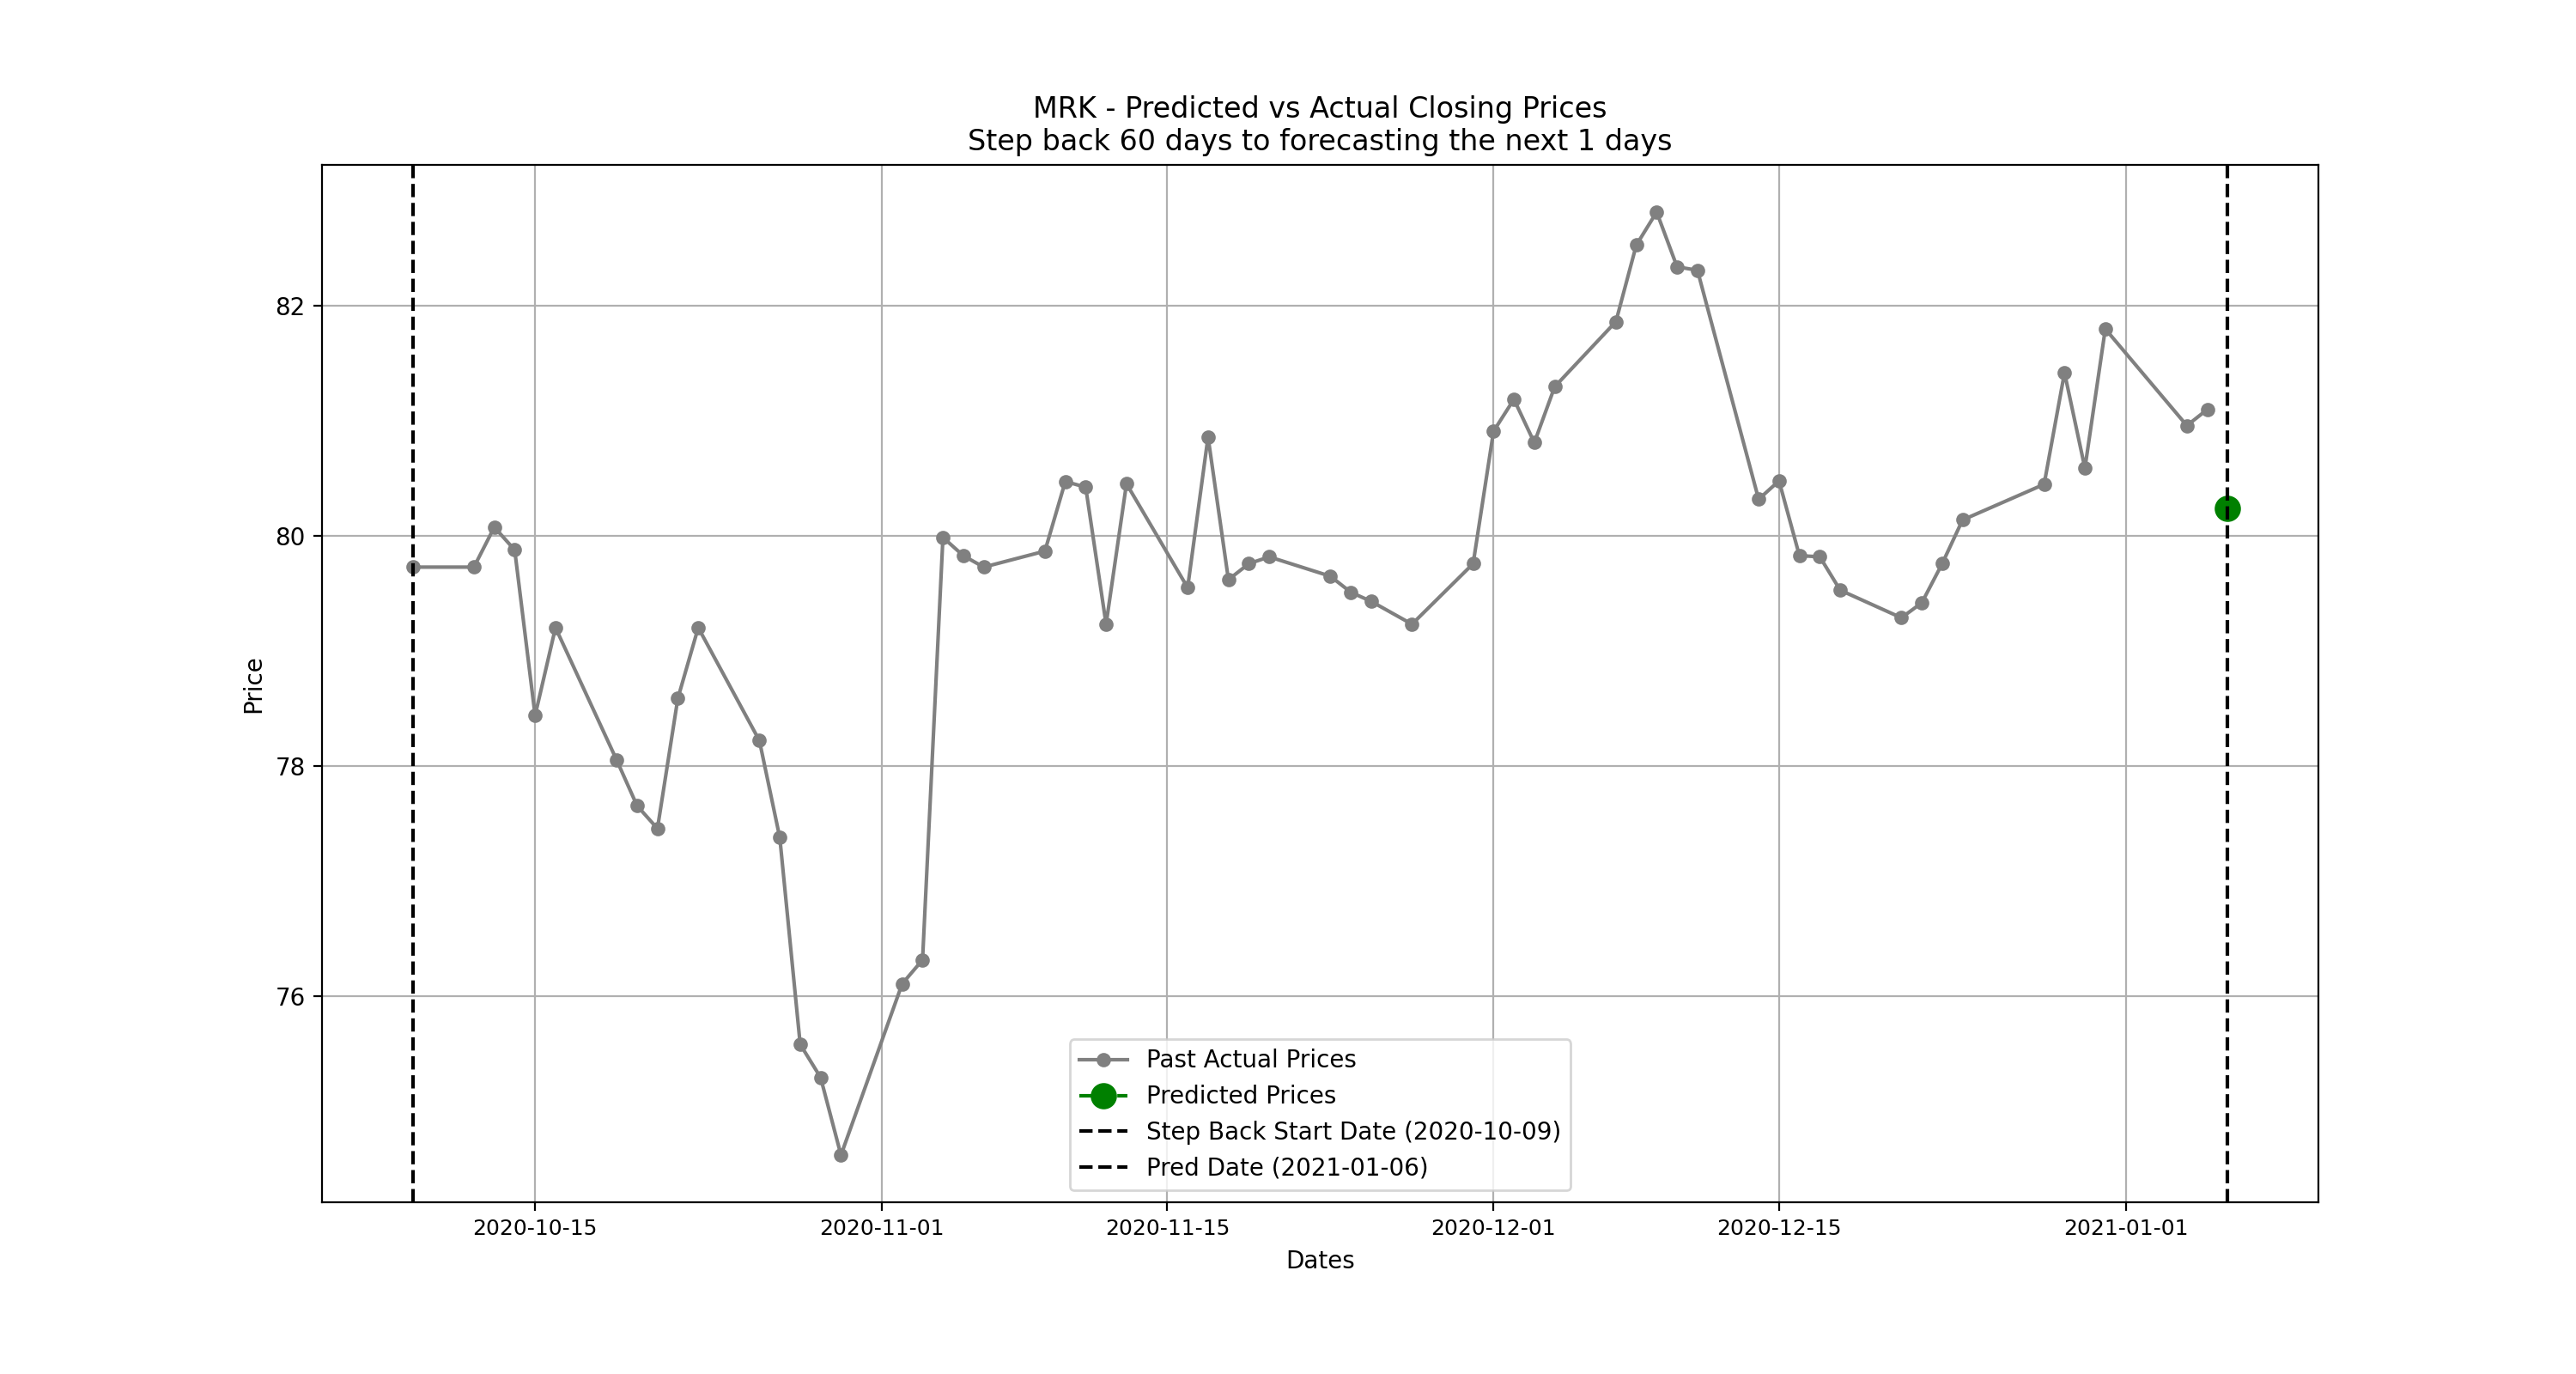 MRK - Predicted vs Actual Closing Prices
Step back 60 days to forecasting the next 1 days
82
80
78
76
Price
Past Actual Prices
Predicted Prices
Step Back Start Date (2020-10-09)
Pred Date (2021-01-06)
2020-10-15 2020-11-01 2020-11-15 2020-12-01 2020-12-15 2021-01-01
Dates